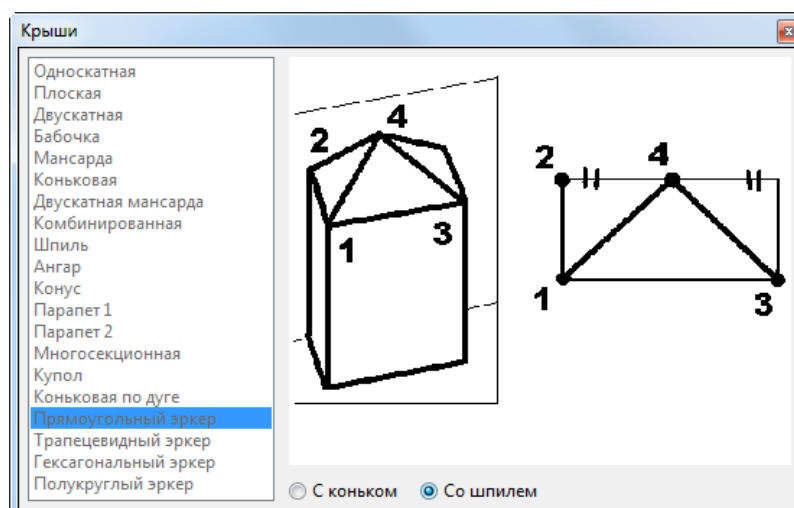 Крыши
Односкатная
Плоская
Двускатная
Бабочка
Мансарда
Коньковая
Двускатная мансарда
Комбинированная
Шпиль
Ангар
Конус
Парапет 1
Парапет 2
Многосекционная
Купол
Коньковая по дуге
Прямоугольный эркер
Трапецевидный эркер
Гексагональный эркер
Полукруглый эркер
4
2
1
3
2
4
1
3
С коньком
Со шпилем